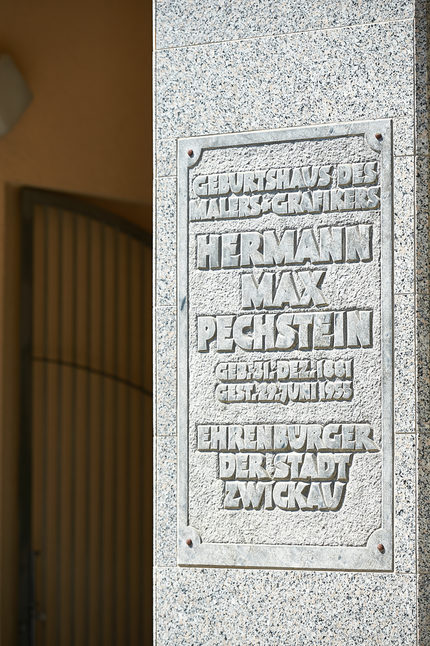 GEBURTSHAUS DES
MALERS & GRAFIKERS
HERMANN
MAX
PECHSTEIN
GEB. 31. DEZ. 1881
GEST. 29. JUNI 1955
EHRENBÜRGER
DER STADT
ZWICKAU